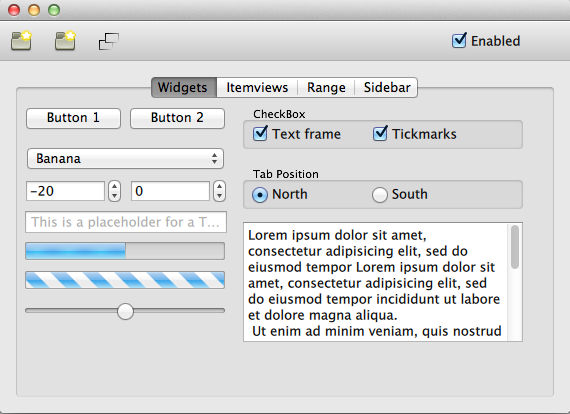 Enabled
Widgets Itemviews Range Sidebar
Button 1 Button 2
Banana
−20 0
This is a placeholder for a T...
CheckBox
Text frame Tickmarks
Tab Position
North South
Lorem ipsum dolor sit amet,
consectetur adipisicing elit, sed do
eiusmod tempor Lorem ipsum dolor sit
amet, consectetur adipisicing elit, sed
do eiusmod tempor incididunt ut labore
et dolore magna aliqua.
Ut enim ad minim veniam, quis nostrud